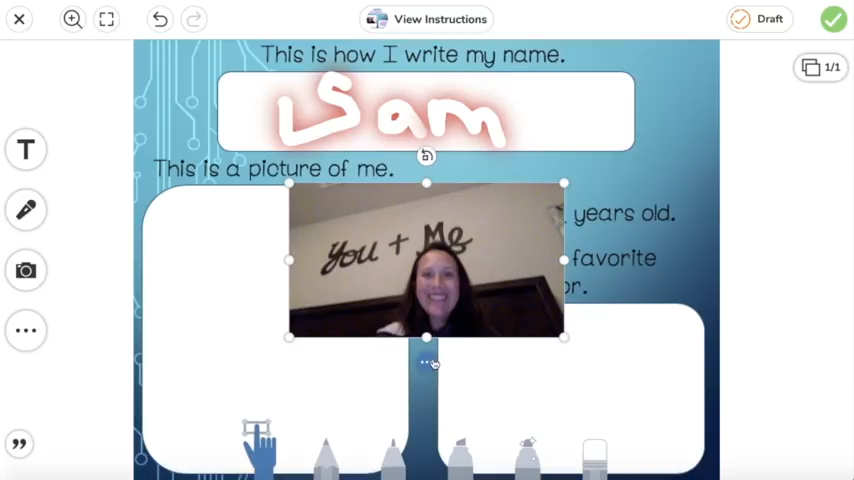 View Instructions
Draft
1/1
This is how I write my name.
Sam
This is a picture of me.
You + Me
years old.
favorite
or.
T